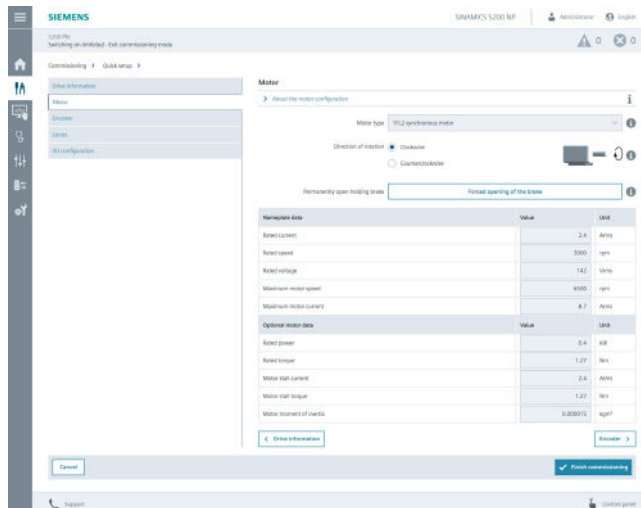 SIEMENS
SINAMICS S200 NP
Administrator
English
S200 PN
Switching on inhibited - Exit commissioning mode
0
0
Commissioning > Quick setup >
Drive information
Motor
Encoder
Limits
I/O configuration
Motor
> About the motor configuration
Motor type 1FL2 synchronous motor
Direction of rotation Clockwise
Counterclockwise
Permanently open holding brake Forced opening of the brake
Nameplate data Value Unit
Rated current 2.4 Arms
Rated speed 3000 rpm
Rated voltage 142 Vrms
Maximum motor speed 6500 rpm
Maximum motor current 8.7 Arms
Optional motor data Value Unit
Rated power 0.4 kW
Rated torque 1.27 Nm
Motor stall current 2.4 Arms
Motor stall torque 1.27 Nm
Motor moment of inertia 0.000015 kgm²
< Drive information
Encoder >
Cancel
Finish commissioning
Support
Control panel